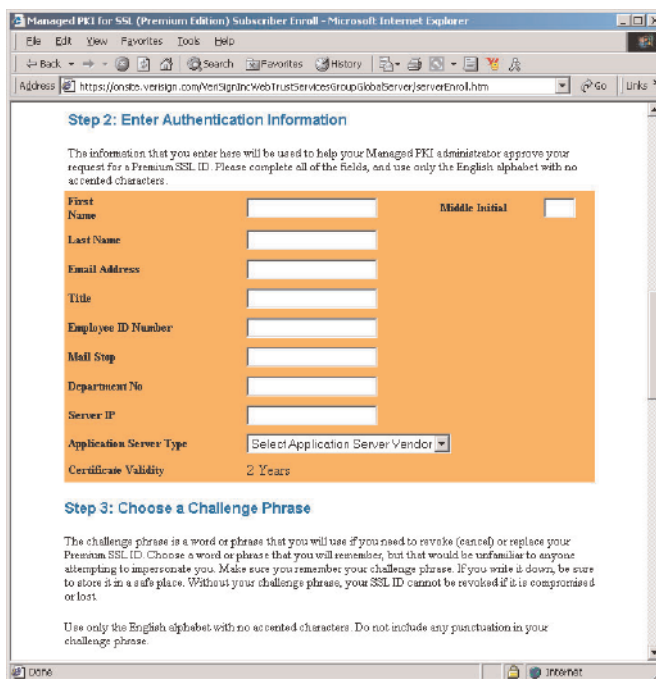 Managed PKI for SSL (Premium Edition) Subscriber Enroll - Microsoft Internet Explorer
File Edit View Favorites Tools Help
Back Search Favorites History
Address https://onsite.verisign.com/VeriSignIncWebTrustServicesGroupGlobalServer/serverEnroll.htm Go Links
Step 2: Enter Authentication Information
The information that you enter here will be used to help your Managed PKI administrator approve your
request for a Premium SSL ID. Please complete all of the fields, and use only the English alphabet with no
accented characters.
First
Name
Middle Initial
Last Name
Email Address
Title
Employee ID Number
Mail Stop
Department No
Server IP
Application Server Type Select Application Server Vendor
Certificate Validity 2 Years
Step 3: Choose a Challenge Phrase
The challenge phrase is a word or phrase that you will use if you need to revoke (cancel) or replace your
Premium SSL ID. Choose a word or phrase that you will remember, but that would be unfamiliar to anyone
attempting to impersonate you. Make sure you remember your challenge phrase. If you write it down, be sure
to store it in a safe place. Without your challenge phrase, your SSL ID cannot be revoked if it is compromised
or lost.
Use only the English alphabet with no accented characters. Do not include any punctuation in your
challenge phrase.
Done Internet